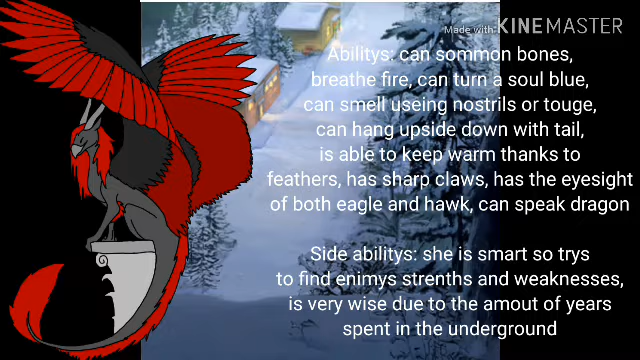 Made with KINEMASTER
Abilitys: can sommon bones,
breathe fire, can turn a soul blue,
can smell useing nostrils or touge,
can hang upside down with tail,
is able to keep warm thanks to
feathers, has sharp claws, has the eyesight
of both eagle and hawk, can speak dragon
Side abilitys: she is smart so trys
to find enimys strenths and weaknesses,
is very wise due to the amout of years
spent in the underground